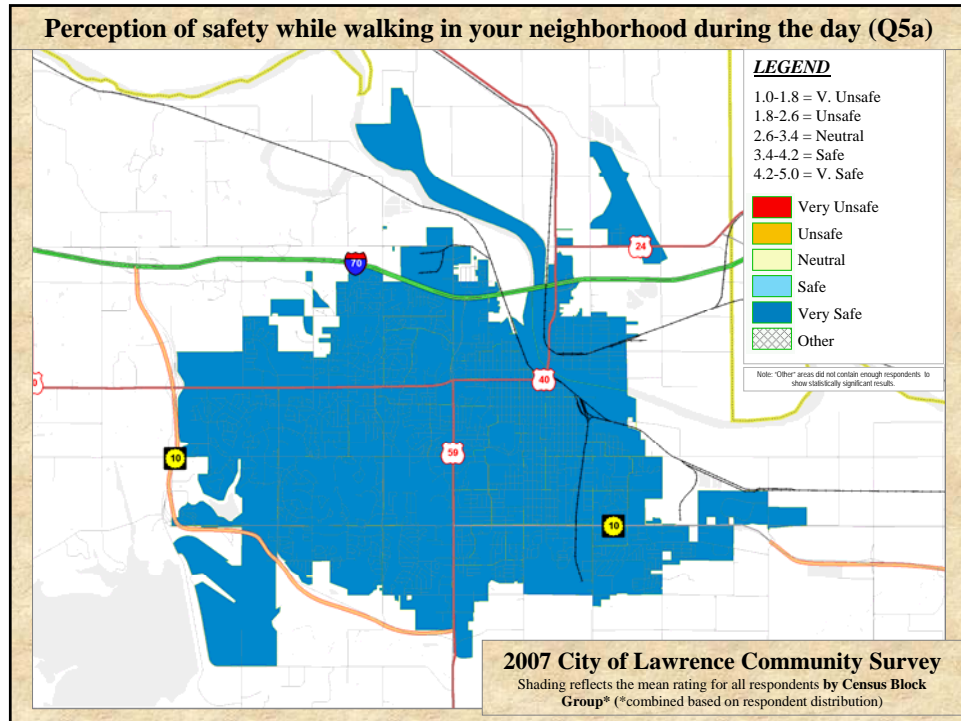 Perception of safety while walking in your neighborhood during the day (Q5a)
LEGEND
1.0-1.8 = V. Unsafe
1.8-2.6 = Unsafe
2.6-3.4 = Neutral
3.4-4.2 = Safe
4.2-5.0 = V. Safe
Very Unsafe
Unsafe
Neutral
Safe
Very Safe
Other
Note: "Other" areas did not contain enough respondents to
show statistically significant results.
24
70
40
59
10
10
2007 City of Lawrence Community Survey
Shading reflects the mean rating for all respondents by Census Block
Group* (*combined based on respondent distribution)